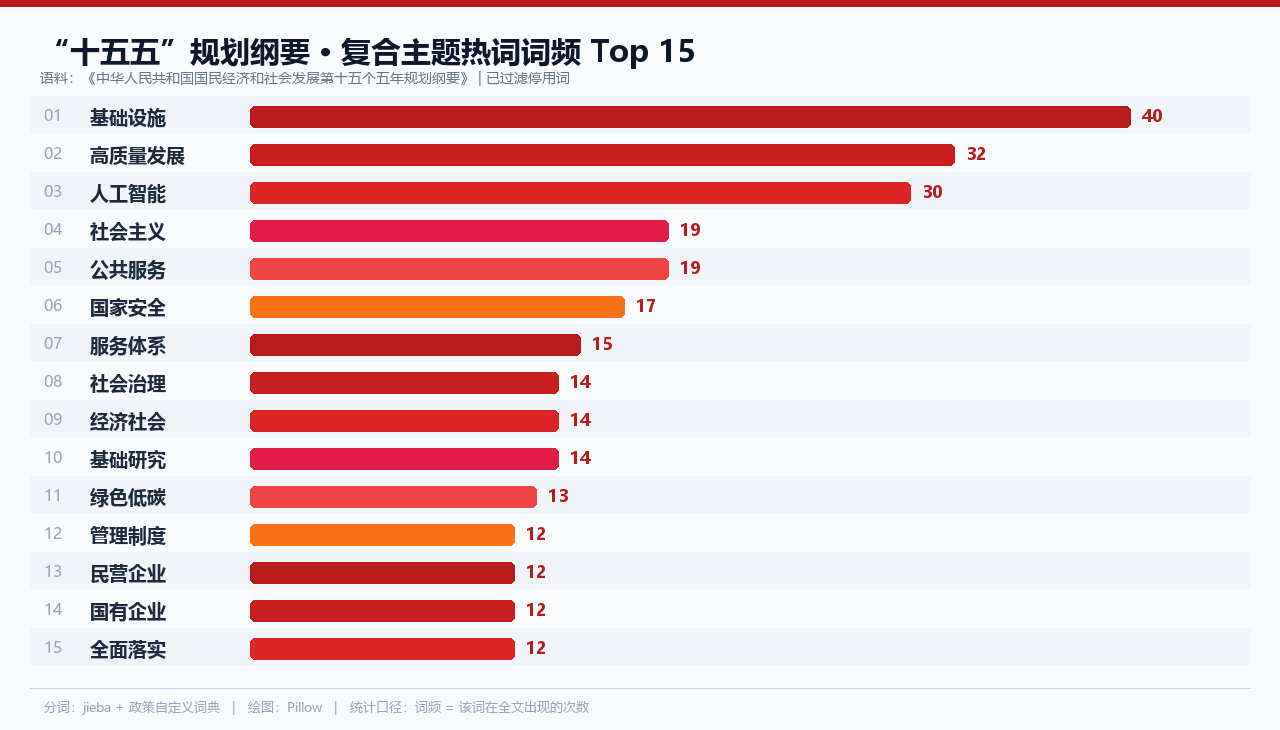 “十五五”规划纲要 • 复合主题热词词频 Top 15
语料：《中华人民共和国国民经济和社会发展第十五个五年规划纲要》 | 已过滤停用词
01 基础设施 40
02 高质量发展 32
03 人工智能 30
04 社会主义 19
05 公共服务 19
06 国家安全 17
07 服务体系 15
08 社会治理 14
09 经济社会 14
10 基础研究 14
11 绿色低碳 13
12 管理制度 12
13 民营企业 12
14 国有企业 12
15 全面落实 12
分词：jieba + 政策自定义词典 | 绘图：Pillow | 统计口径：词频 = 该词在全文出现的次数